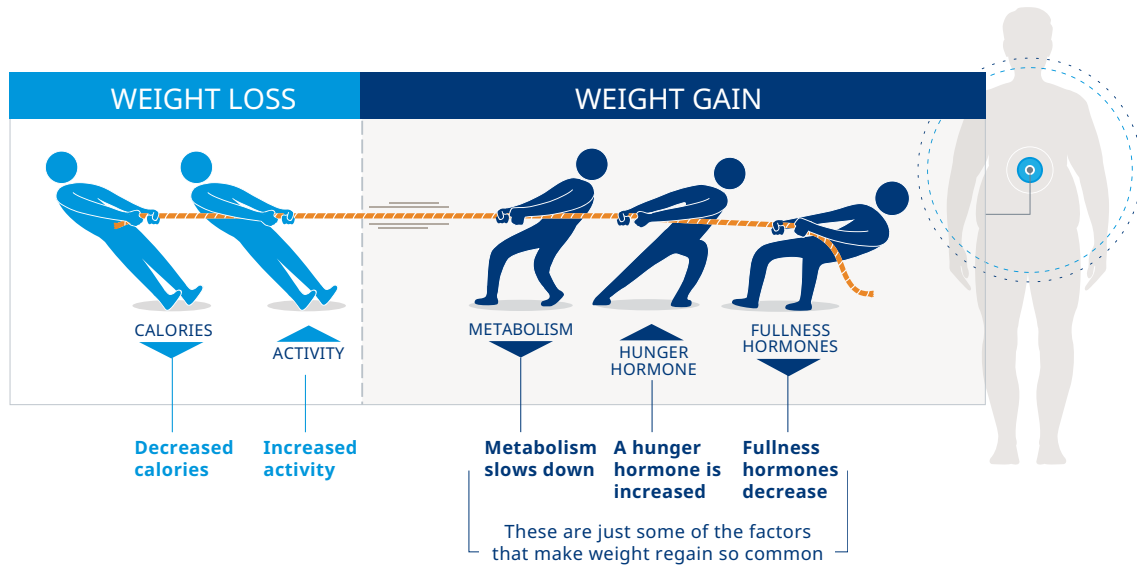 WEIGHT LOSS
WEIGHT GAIN
CALORIES
ACTIVITY
METABOLISM
HUNGER
HORMONE
FULLNESS
HORMONES
Decreased
calories
Increased
activity
Metabolism
slows down
A hunger
hormone is
increased
Fullness
hormones
decrease
These are just some of the factors
that make weight regain so common